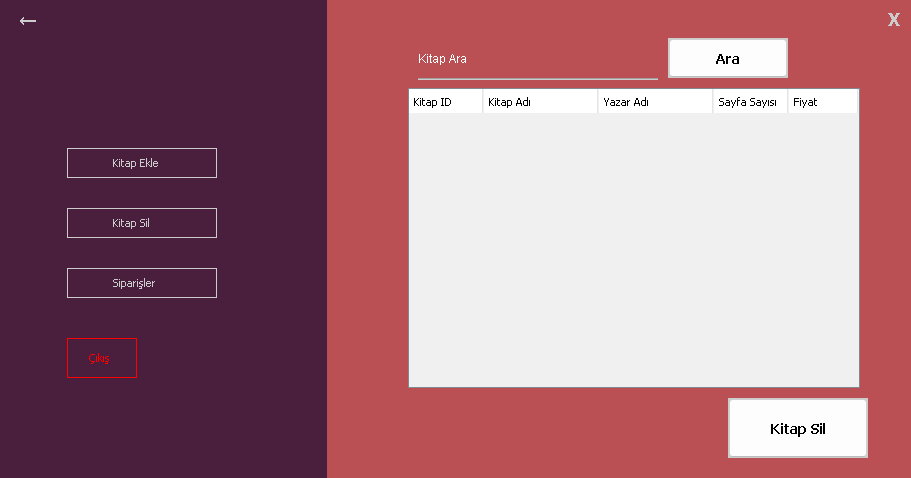 ←
X
Kitap Ara
Ara
Kitap ID Kitap Adı Yazar Adı Sayfa Sayısı Fiyat
Kitap Ekle
Kitap Sil
Siparişler
Çıkış
Kitap Sil